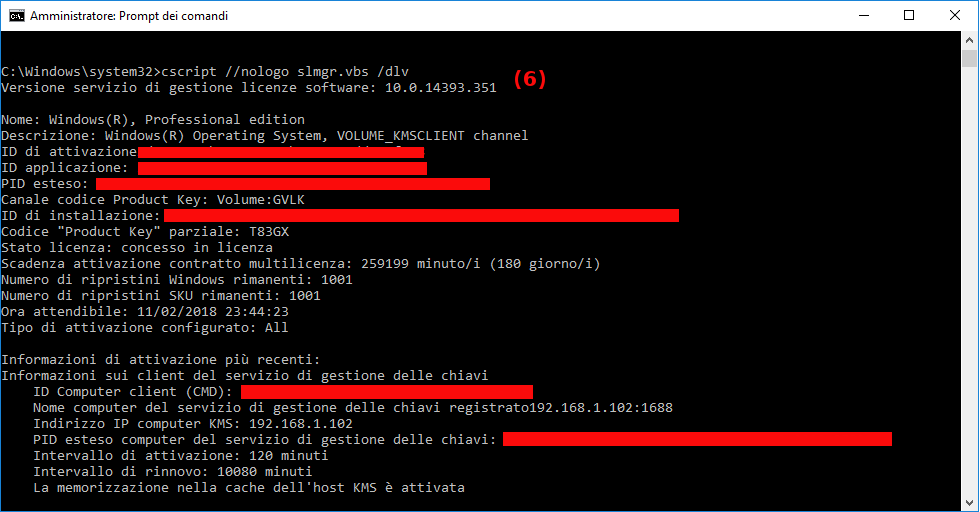 Amministratore: Prompt dei comandi
C:\Windows\system32>cscript //nologo slmgr.vbs /dlv
(6)
Versione servizio di gestione licenze software: 10.0.14393.351
Nome: Windows(R), Professional edition
Descrizione: Windows(R) Operating System, VOLUME_KMSCLIENT channel
ID di attivazione
ID applicazione:
PID esteso:
Canale codice Product Key: Volume:GVLK
ID di installazione:
Codice "Product Key" parziale: T83GX
Stato licenza: concesso in licenza
Scadenza attivazione contratto multilicenza: 259199 minuto/i (180 giorno/i)
Numero di ripristini Windows rimanenti: 1001
Numero di ripristini SKU rimanenti: 1001
Ora attendibile: 11/02/2018 23:44:23
Tipo di attivazione configurato: All
Informazioni di attivazione più recenti:
Informazioni sui client del servizio di gestione delle chiavi
ID Computer client (CMD):
Nome computer del servizio di gestione delle chiavi registrato192.168.1.102:1688
Indirizzo IP computer KMS: 192.168.1.102
PID esteso computer del servizio di gestione delle chiavi:
Intervallo di attivazione: 120 minuti
Intervallo di rinnovo: 10080 minuti
La memorizzazione nella cache dell'host KMS è attivata